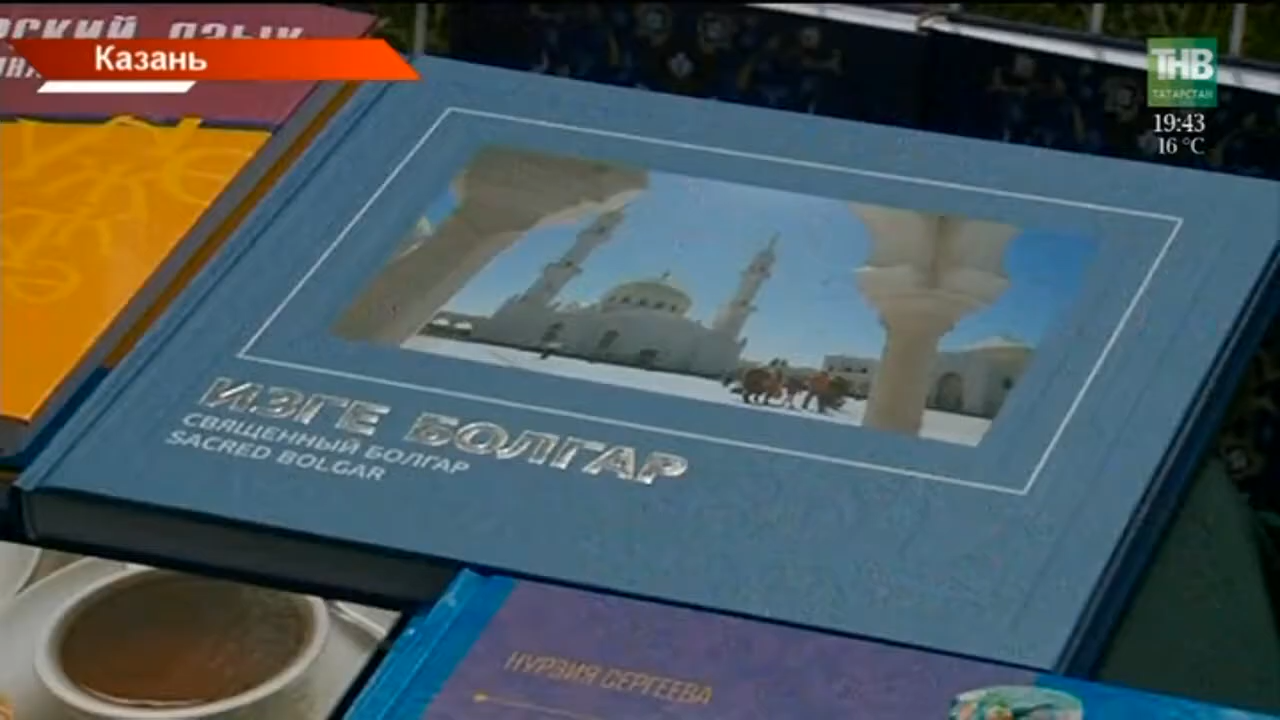 Казань
ТНВ
ТАТАРСТАН
19:43
16 °C
ИЗГЕ БОЛГАР
СВЯЩЕННЫЙ БОЛГАР
SACRED BOLGAR
НУРЗИЯ СЕРГЕЕВА